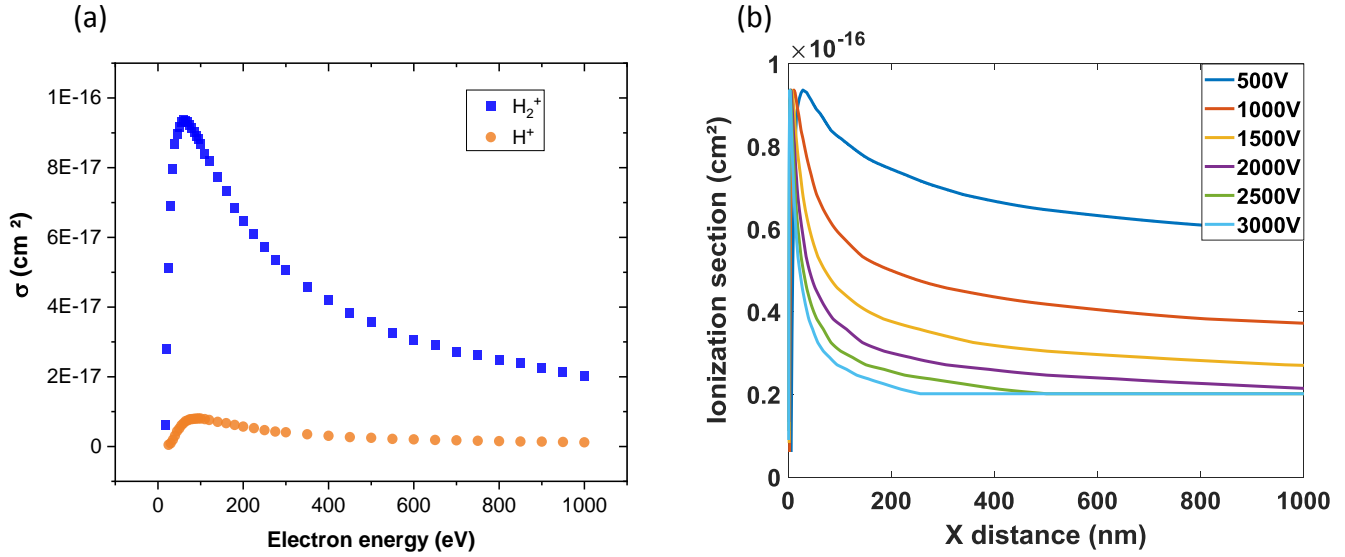 (a)
σ (cm ²)
1E-16
8E-17
6E-17
4E-17
2E-17
0
H₂⁺
H⁺
0 200 400 600 800 1000
Electron energy (eV)
(b)
×10⁻¹⁶
Ionization section (cm²)
1
0.8
0.6
0.4
0.2
0
500V
1000V
1500V
2000V
2500V
3000V
0 200 400 600 800 1000
X distance (nm)